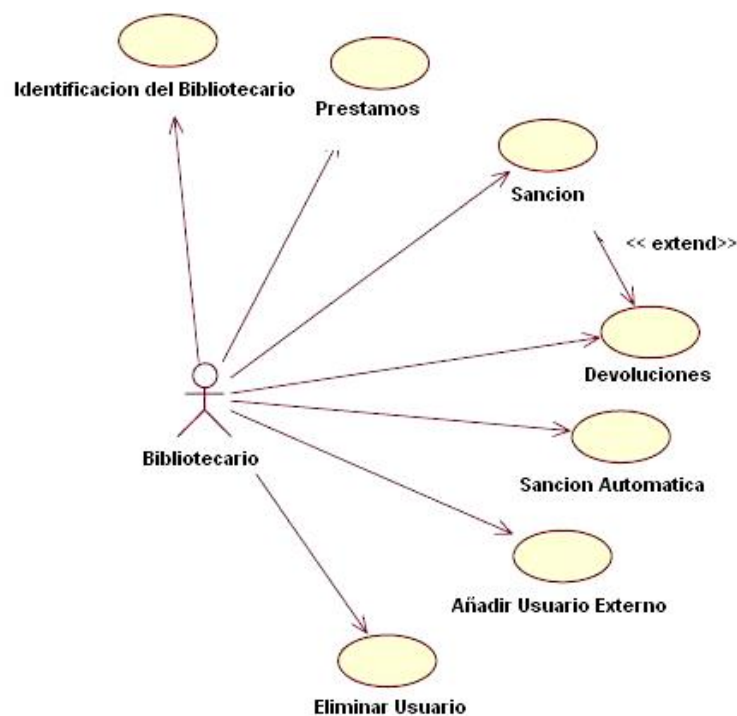 Identificacion del Bibliotecario
Prestamos
Sancion
<< extend>>
Devoluciones
Bibliotecario
Sancion Automatica
Añadir Usuario Externo
Eliminar Usuario